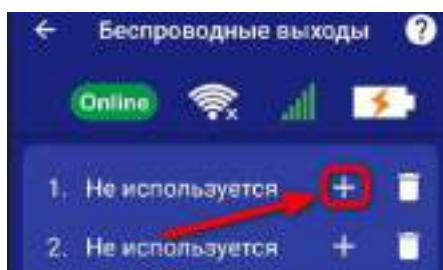 ← Беспроводные выходы ?
Online
1. Не используется +
2. Не используется +